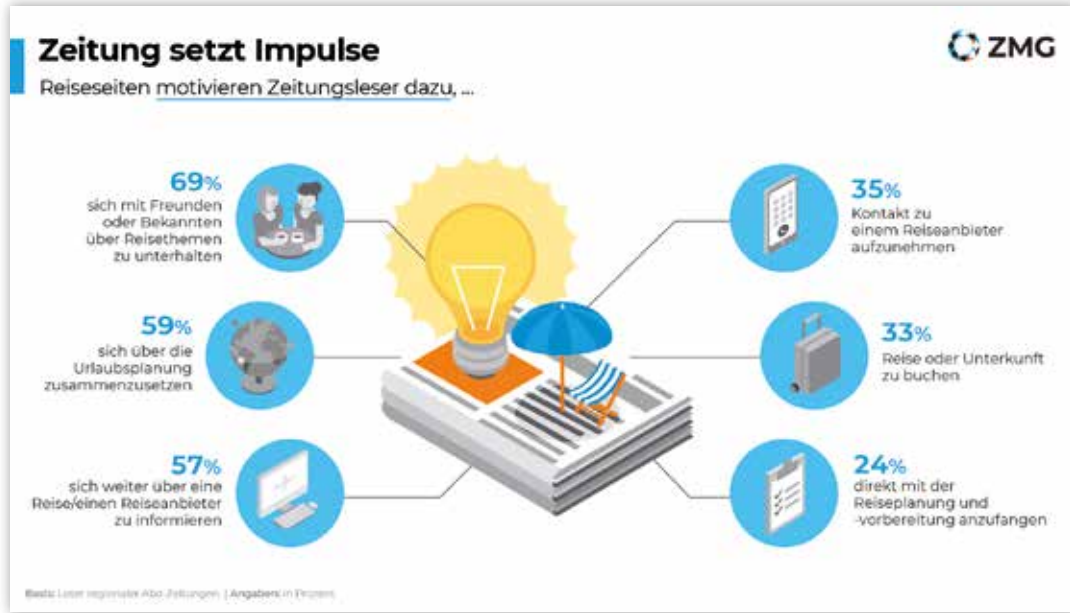 Zeitung setzt Impulse
ZMG
Reiseseiten motivieren Zeitungsleser dazu, ...
69%
sich mit Freunden
oder Bekannten
über Reisethemen
zu unterhalten
59%
sich über die
Urlaubsplanung
zusammenzusetzen
57%
sich weiter über eine
Reise/einen Reiseanbieter
zu informieren
35%
Kontakt zu
einem Reiseanbieter
aufzunehmen
33%
Reise oder Unterkunft
zu buchen
24%
direkt mit der
Reiseplanung und
-vorbereitung anzufangen
Basis: Leser regionaler Abo-Zeitungen | Angaben in Prozent